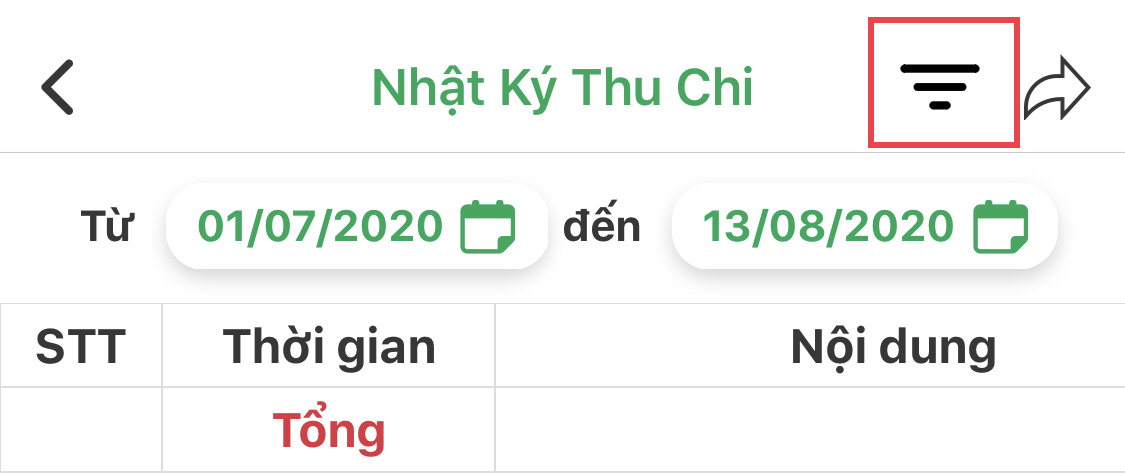 Nhật Ký Thu Chi
Từ 01/07/2020 đến 13/08/2020
STT Thời gian Nội dung
Tổng